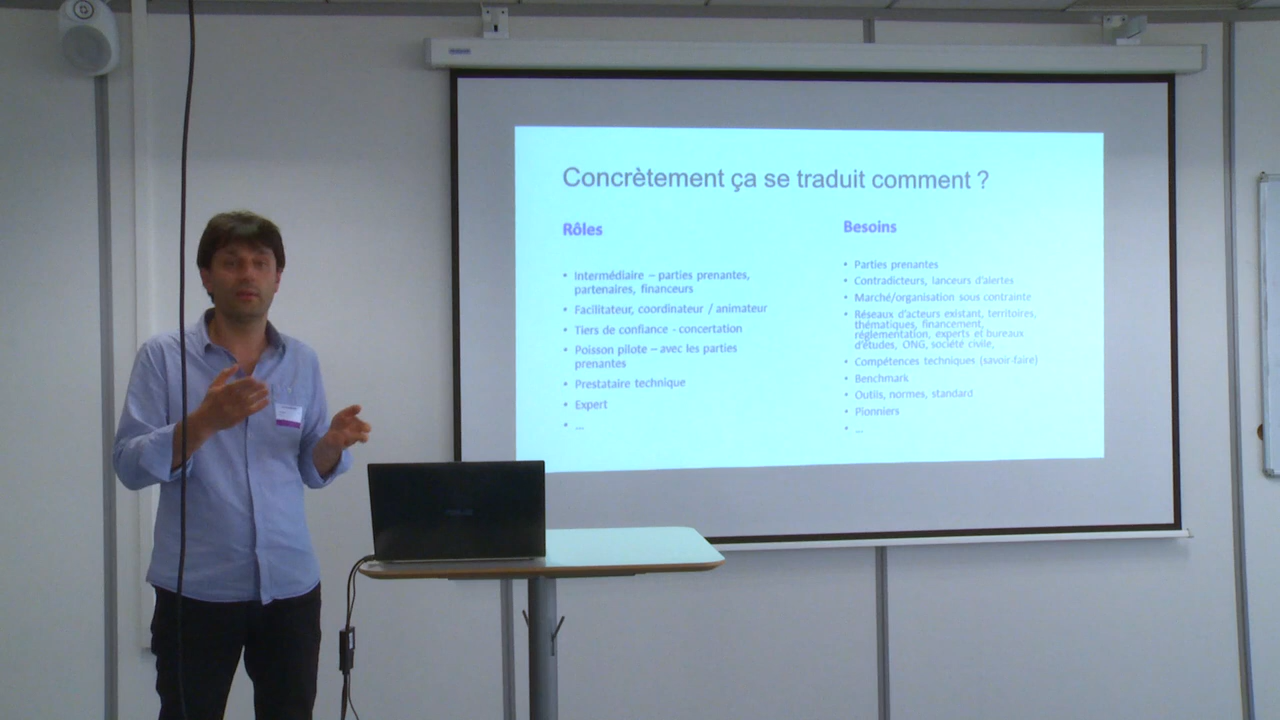 Concrètement ça se traduit comment ?
Rôles
• Intermédiaire – parties prenantes,
partenaires, financeurs
• Facilitateur, coordinateur / animateur
• Tiers de confiance - concertation
• Poisson pilote – avec les parties
prenantes
• Prestataire technique
• Expert
• ...
Besoins
• Parties prenantes
• Contradicteurs, lanceurs d'alertes
• Marché/organisation sous contrainte
• Réseaux d'acteurs existant, territoires,
thématiques, financement,
réglementation, experts et bureaux
d'études, ONG, société civile,
• Compétences techniques (savoir-faire)
• Benchmark
• Outils, normes, standard
• Pionniers
• ...